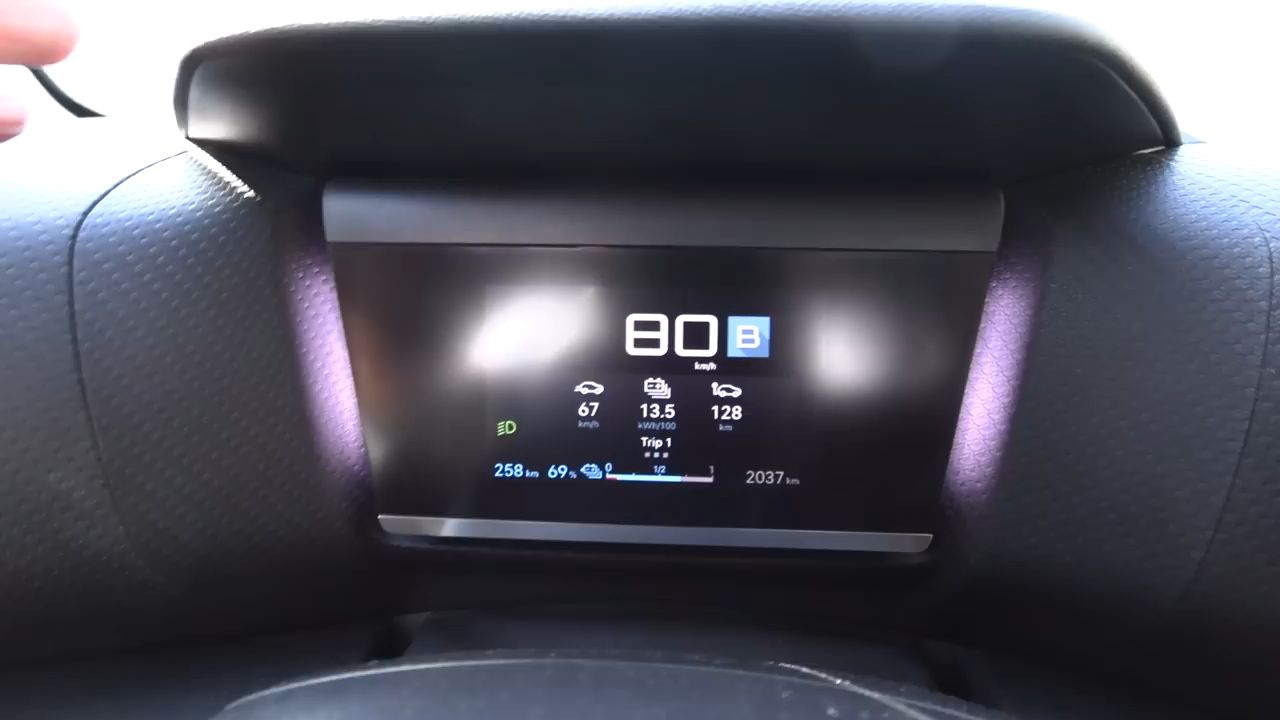 80 B
km/h
67 13.5 128
km/h kWh/100 km
Trip 1
258 km 69 % 0 1/2 1 2037 km